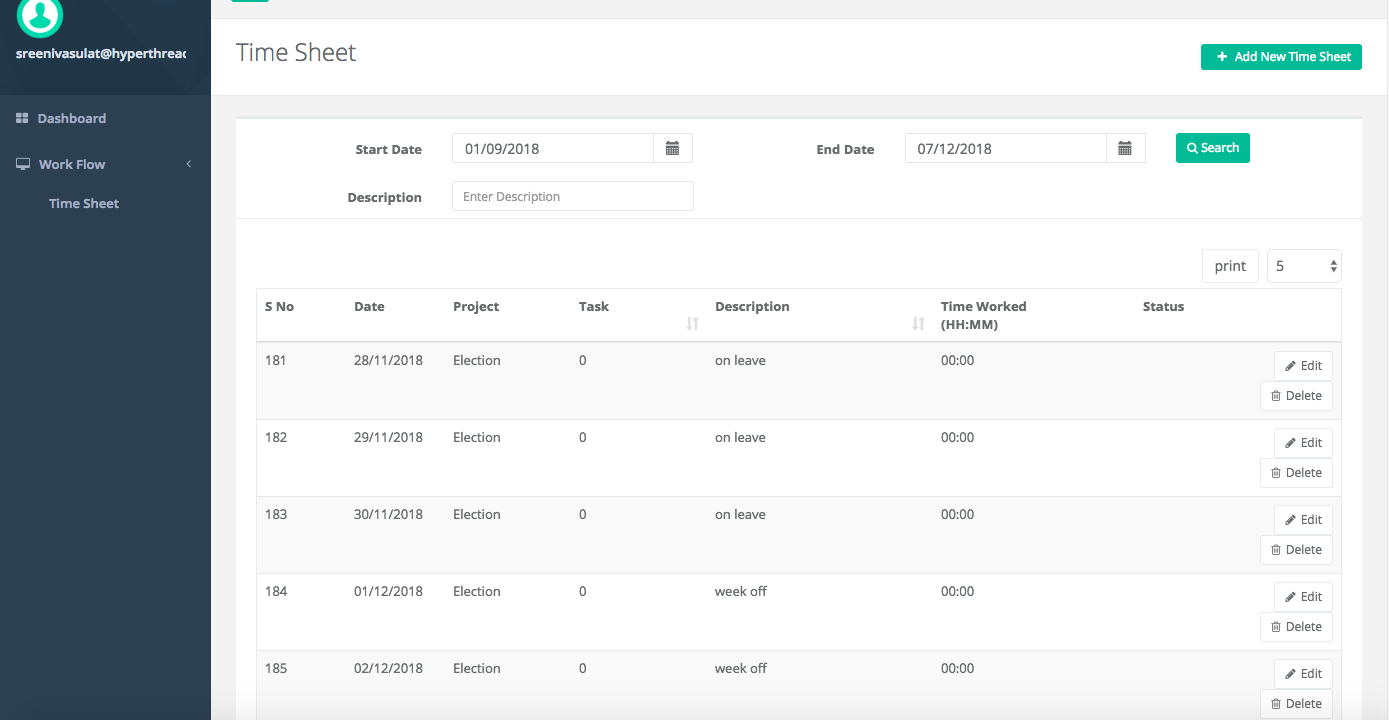 sreenivasulat@hyperthread
Dashboard
Work Flow
Time Sheet
Time Sheet
Add New Time Sheet
Start Date 01/09/2018 End Date 07/12/2018 Search
Description Enter Description
print 5
S No Date Project Task Description Time Worked (HH:MM) Status
181 28/11/2018 Election 0 on leave 00:00 Edit
Delete
182 29/11/2018 Election 0 on leave 00:00 Edit
Delete
183 30/11/2018 Election 0 on leave 00:00 Edit
Delete
184 01/12/2018 Election 0 week off 00:00 Edit
Delete
185 02/12/2018 Election 0 week off 00:00 Edit
Delete